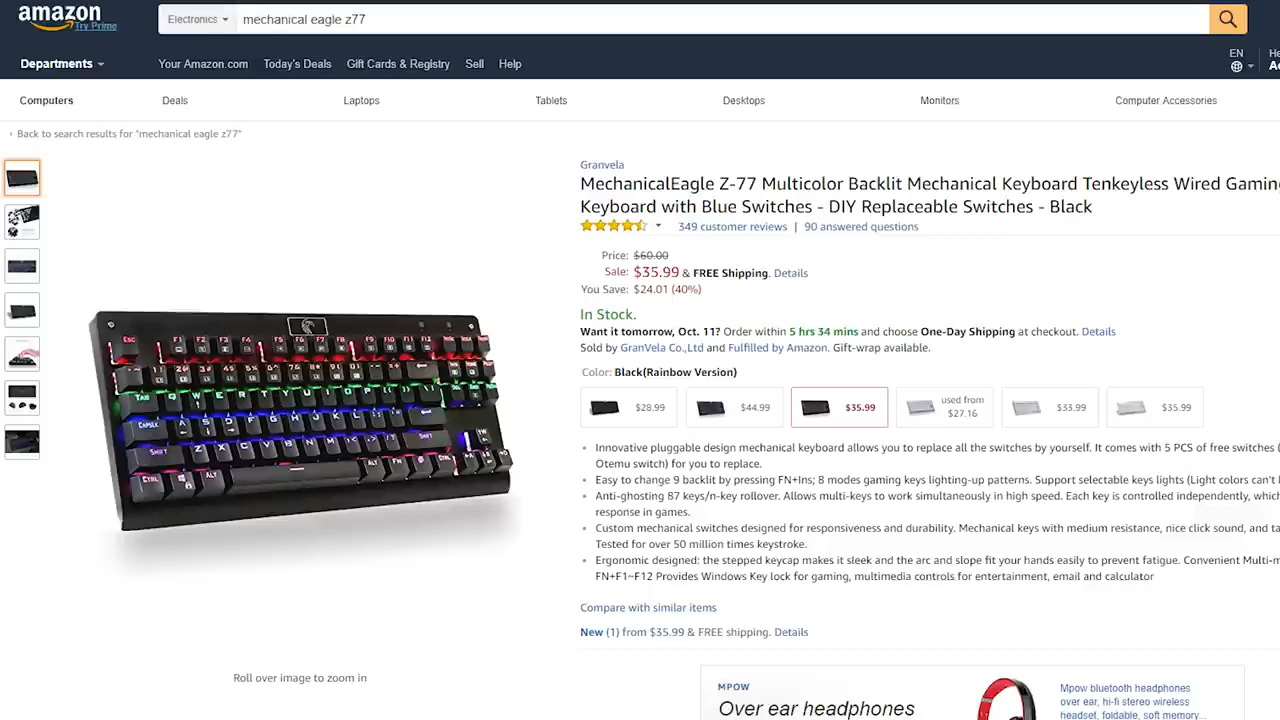 amazon
Try Prime
Electronics
mechanical eagle z77
EN
Departments
Your Amazon.com
Today's Deals
Gift Cards & Registry
Sell
Help
Computers
Deals
Laptops
Tablets
Desktops
Monitors
Computer Accessories
‹ Back to search results for "mechanical eagle z77"
Granvela
MechanicalEagle Z-77 Multicolor Backlit Mechanical Keyboard Tenkeyless Wired Gaming
Keyboard with Blue Switches - DIY Replaceable Switches - Black
349 customer reviews | 90 answered questions
Price: $60.00
Sale: $35.99 & FREE Shipping. Details
You Save: $24.01 (40%)
In Stock.
Want it tomorrow, Oct. 11? Order within 5 hrs 34 mins and choose One-Day Shipping at checkout. Details
Sold by GranVela Co.,Ltd and Fulfilled by Amazon. Gift-wrap available.
Color: Black(Rainbow Version)
$28.99
$44.99
$35.99
used from
$27.16
$33.99
$35.99
Innovative pluggable design mechanical keyboard allows you to replace all the switches by yourself. It comes with 5 PCS of free switches (
Otemu switch) for you to replace.
Easy to change 9 backlit by pressing FN+Ins; 8 modes gaming keys lighting-up patterns. Support selectable keys lights (Light colors can't
Anti-ghosting 87 keys/n-key rollover. Allows multi-keys to work simultaneously in high speed. Each key is controlled independently, which
response in games.
Custom mechanical switches designed for responsiveness and durability. Mechanical keys with medium resistance, nice click sound, and
Tested for over 50 million times keystroke.
Ergonomic designed: the stepped keycap makes it sleek and the arc and slope fit your hands easily to prevent fatigue. Convenient
FN+F1~F12 Provides Windows Key lock for gaming, multimedia controls for entertainment, email and calculator
Compare with similar items
New (1) from $35.99 & FREE shipping. Details
Roll over image to zoom in
MPOW
Over ear headphones
Mpow bluetooth headphones
over ear, hi-fi stereo wireless
headset, foldable, soft memory...